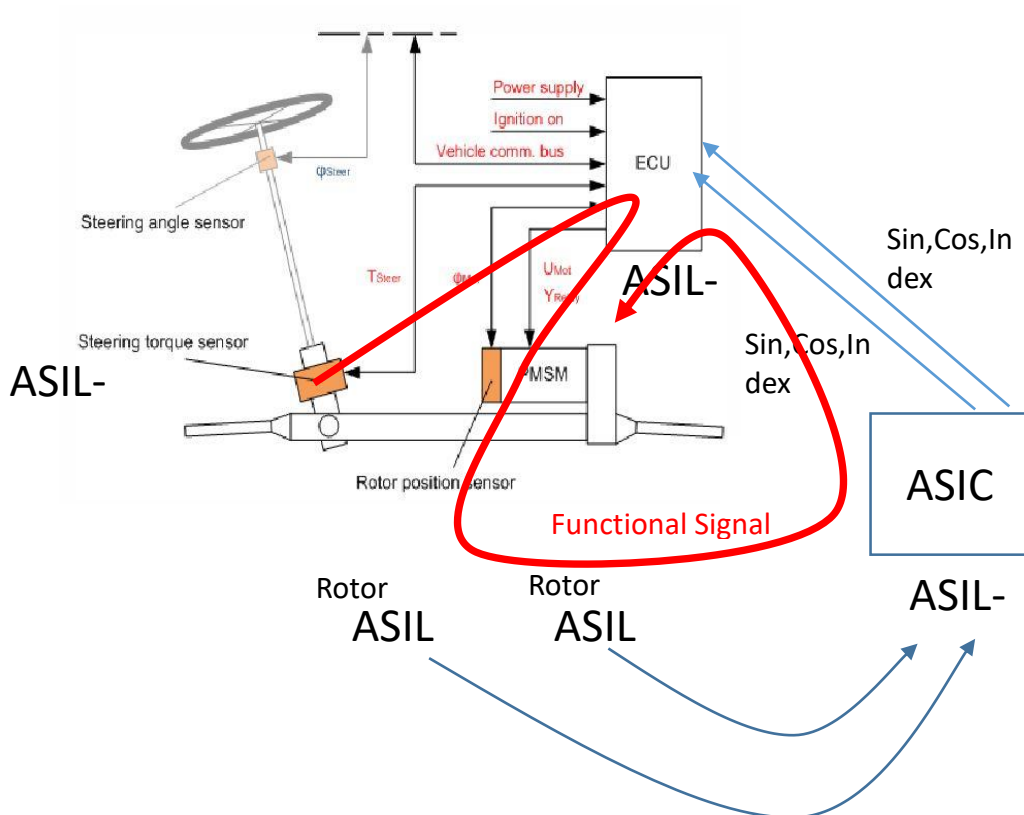 Power supply
Ignition on
Vehicle comm. bus
ECU
φSteer
Steering angle sensor
Sin,Cos,In
dex
TSteer
UMot
ASIL-
Steering torque sensor
Sin,Cos,In
dex
ASIL-
PMSM
ASIC
Rotor position sensor
Functional Signal
Rotor
ASIL
Rotor
ASIL
ASIL-